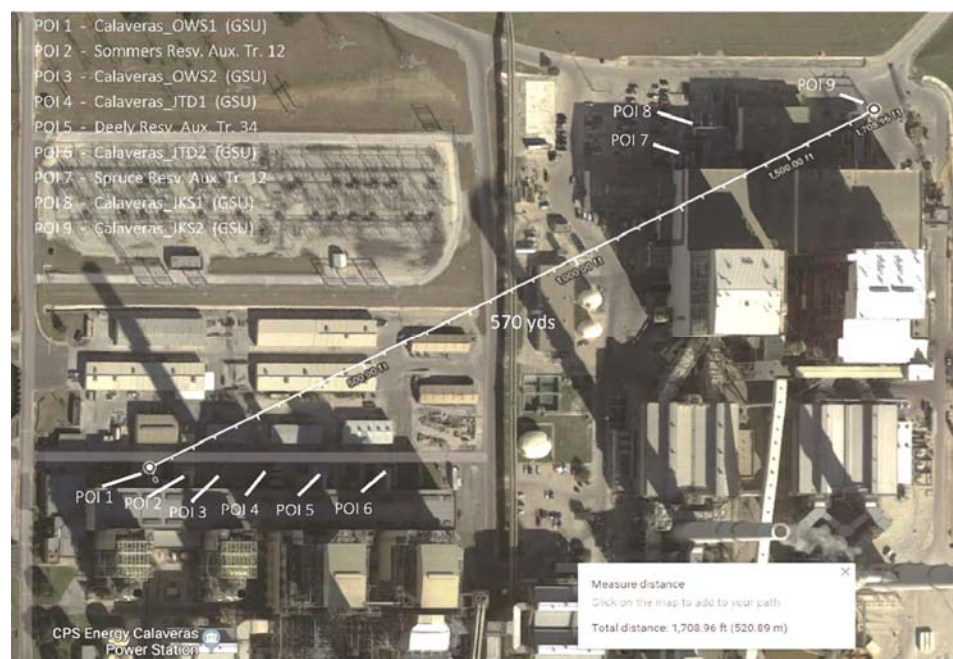 POI 1 - Calaveras_OWS1 (GSU)
POI 2 - Sommers Resv. Aux. Tr. 12
POI 3 - Calaveras_OWS2 (GSU)
POI 4 - Calaveras_JTD1 (GSU)
POI 5 - Deely Resv. Aux. Tr. 34
POI 6 - Calaveras_JTD2 (GSU)
POI 7 - Spruce Resv. Aux. Tr. 12
POI 8 - Calaveras_JKS1 (GSU)
POI 9 - Calaveras_JKS2 (GSU)
POI 9
POI 8
POI 7
1,708.96 ft
1,500.00 ft
1,000.00 ft
570 yds
500.00 ft
0
POI 1
POI 2
POI 3
POI 4
POI 5
POI 6
Measure distance
Click on the map to add to your path
Total distance: 1,708.96 ft (520.89 m)
CPS Energy Calaveras
Power Station